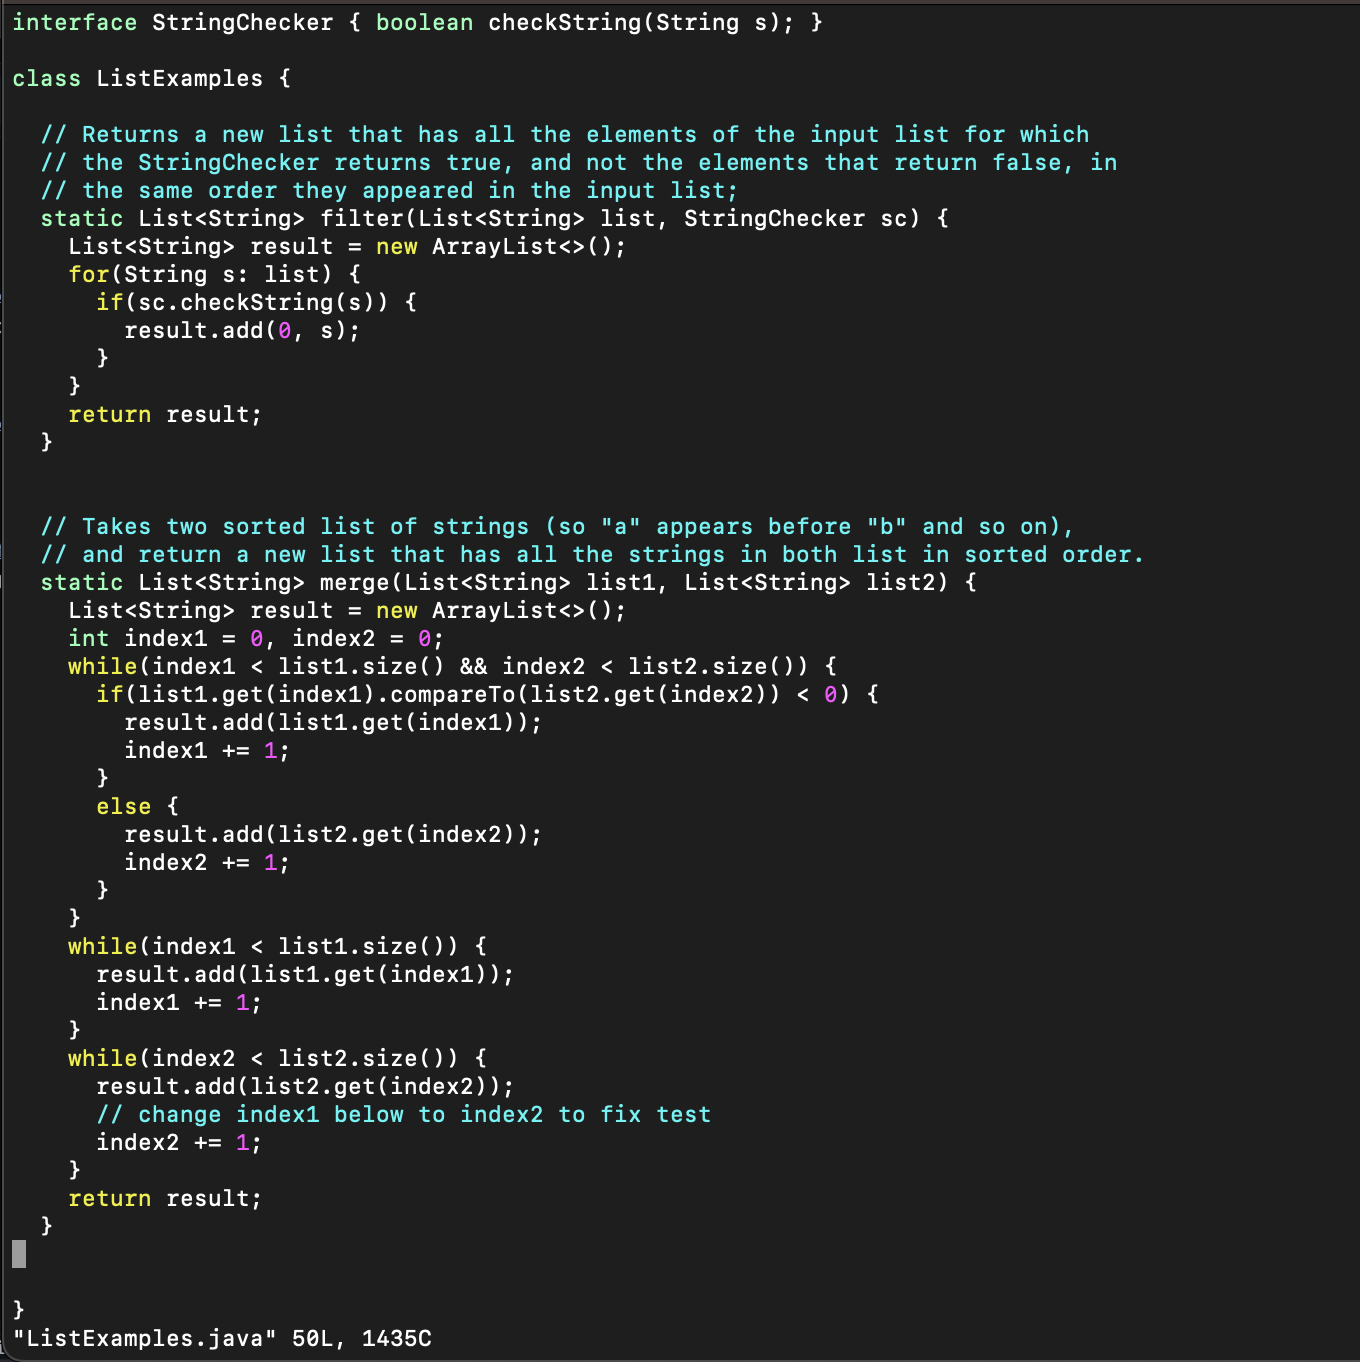 interface StringChecker { boolean checkString(String s); }
class ListExamples {
  // Returns a new list that has all the elements of the input list for which
  // the StringChecker returns true, and not the elements that return false, in
  // the same order they appeared in the input list;
  static List<String> filter(List<String> list, StringChecker sc) {
    List<String> result = new ArrayList<>();
    for(String s: list) {
      if(sc.checkString(s)) {
        result.add(0, s);
      }
    }
    return result;
  }
  // Takes two sorted list of strings (so "a" appears before "b" and so on),
  // and return a new list that has all the strings in both list in sorted order.
  static List<String> merge(List<String> list1, List<String> list2) {
    List<String> result = new ArrayList<>();
    int index1 = 0, index2 = 0;
    while(index1 < list1.size() && index2 < list2.size()) {
      if(list1.get(index1).compareTo(list2.get(index2)) < 0) {
        result.add(list1.get(index1));
        index1 += 1;
      }
      else {
        result.add(list2.get(index2));
        index2 += 1;
      }
    }
    while(index1 < list1.size()) {
      result.add(list1.get(index1));
      index1 += 1;
    }
    while(index2 < list2.size()) {
      result.add(list2.get(index2));
      // change index1 below to index2 to fix test
      index2 += 1;
    }
    return result;
  }
}
"ListExamples.java" 50L, 1435C